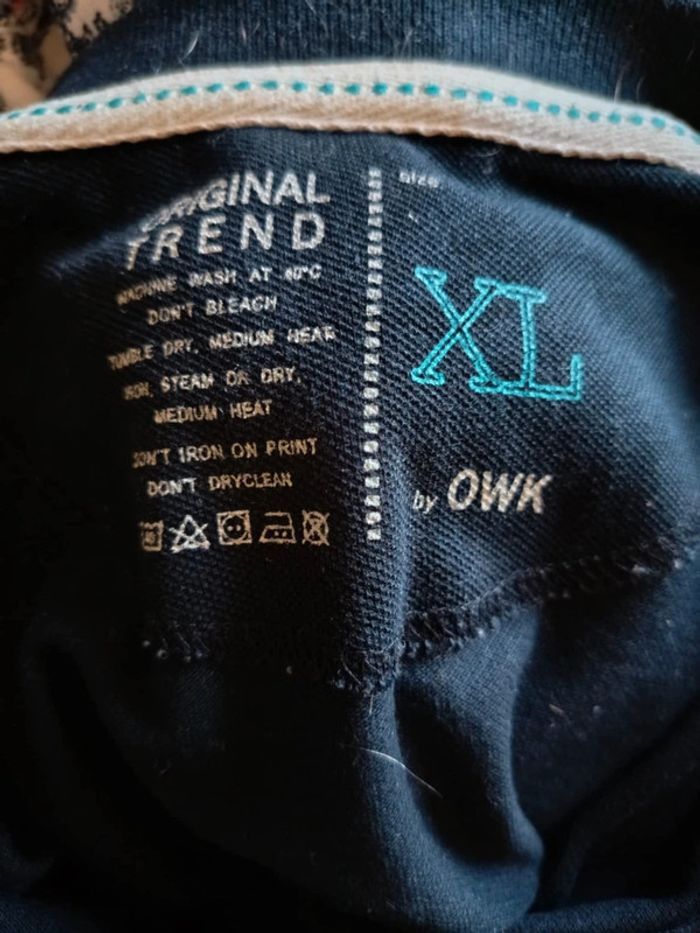 ORIGINAL
TREND
MACHINE WASH AT 40°C
DON'T BLEACH
TUMBLE DRY, MEDIUM HEAT
IRON, STEAM OR DRY,
MEDIUM HEAT
DON'T IRON ON PRINT
DON'T DRYCLEAN
40
SIZE
XL
by OWK